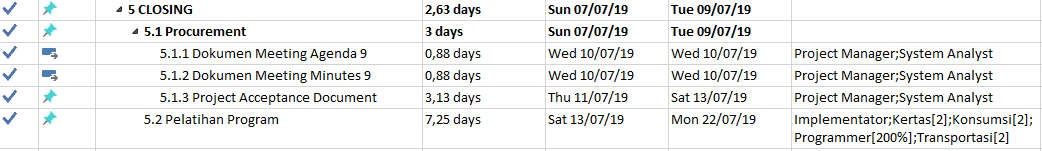 5 CLOSING 2,63 days Sun 07/07/19 Tue 09/07/19
5.1 Procurement 3 days Sun 07/07/19 Tue 09/07/19
5.1.1 Dokumen Meeting Agenda 9 0,88 days Wed 10/07/19 Wed 10/07/19 Project Manager;System Analyst
5.1.2 Dokumen Meeting Minutes 9 0,88 days Wed 10/07/19 Wed 10/07/19 Project Manager;System Analyst
5.1.3 Project Acceptance Document 3,13 days Thu 11/07/19 Sat 13/07/19 Project Manager;System Analyst
5.2 Pelatihan Program 7,25 days Sat 13/07/19 Mon 22/07/19 Implementator;Kertas[2];Konsumsi[2];
Programmer[200%];Transportasi[2]